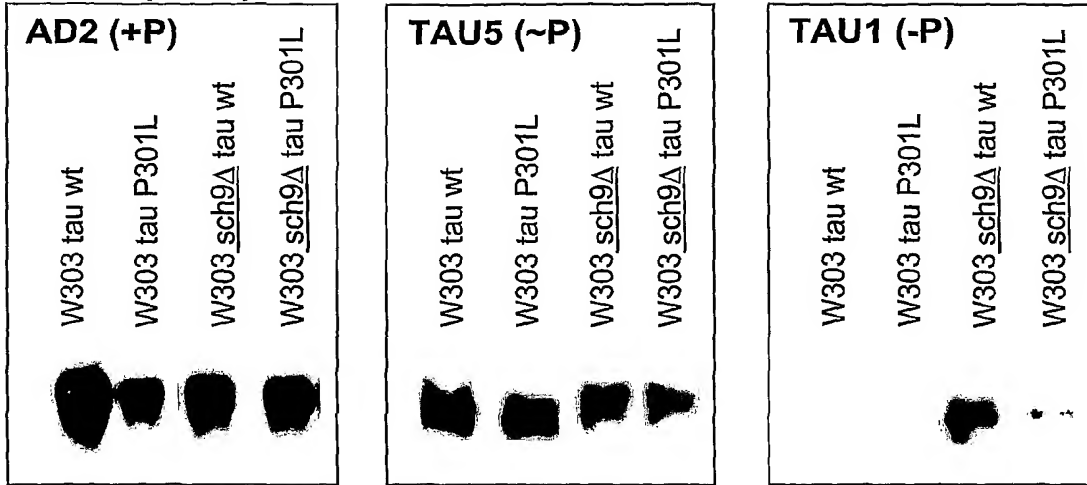 AD2 (+P)
W303 tau wt
W303 tau P301L
W303 sch9Δ tau wt
W303 sch9Δ tau P301L
TAU5 (~P)
W303 tau wt
W303 tau P301L
W303 sch9Δ tau wt
W303 sch9Δ tau P301L
TAU1 (-P)
W303 tau wt
W303 tau P301L
W303 sch9Δ tau wt
W303 sch9Δ tau P301L